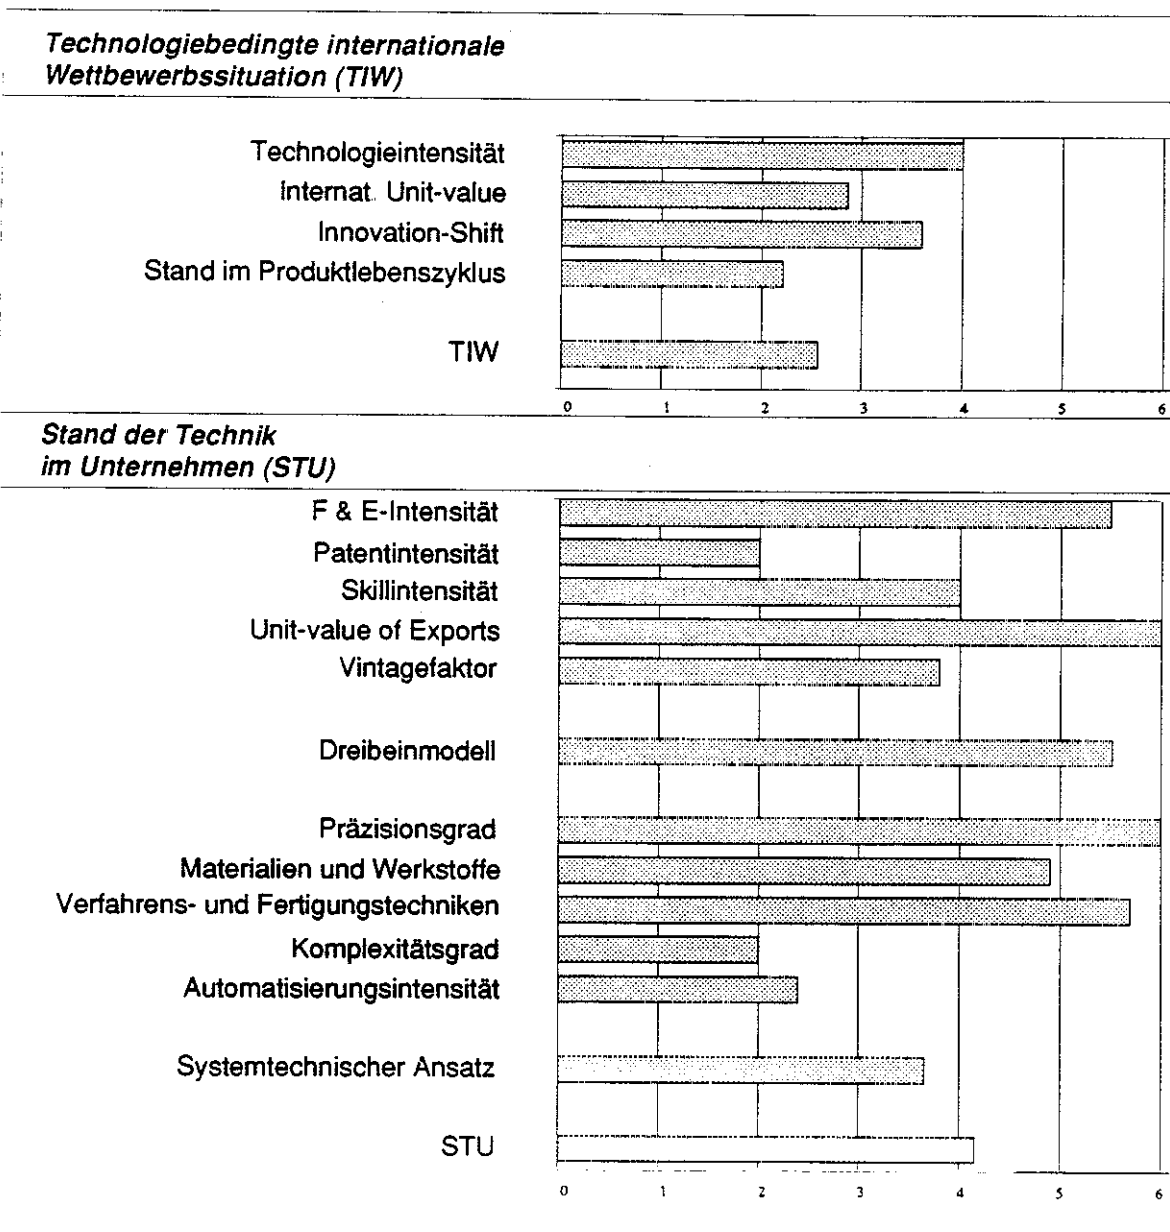 Technologiebedingte internationale
Wettbewerbssituation (TIW)
Technologieintensität
Internat. Unit-value
Innovation-Shift
Stand im Produktlebenszyklus
TIW
0 1 2 3 4 5 6
Stand der Technik
im Unternehmen (STU)
F & E-Intensität
Patentintensität
Skillintensität
Unit-value of Exports
Vintagefaktor
Dreibeinmodell
Präzisionsgrad
Materialien und Werkstoffe
Verfahrens- und Fertigungstechniken
Komplexitätsgrad
Automatisierungsintensität
Systemtechnischer Ansatz
STU
0 1 2 3 4 5 6